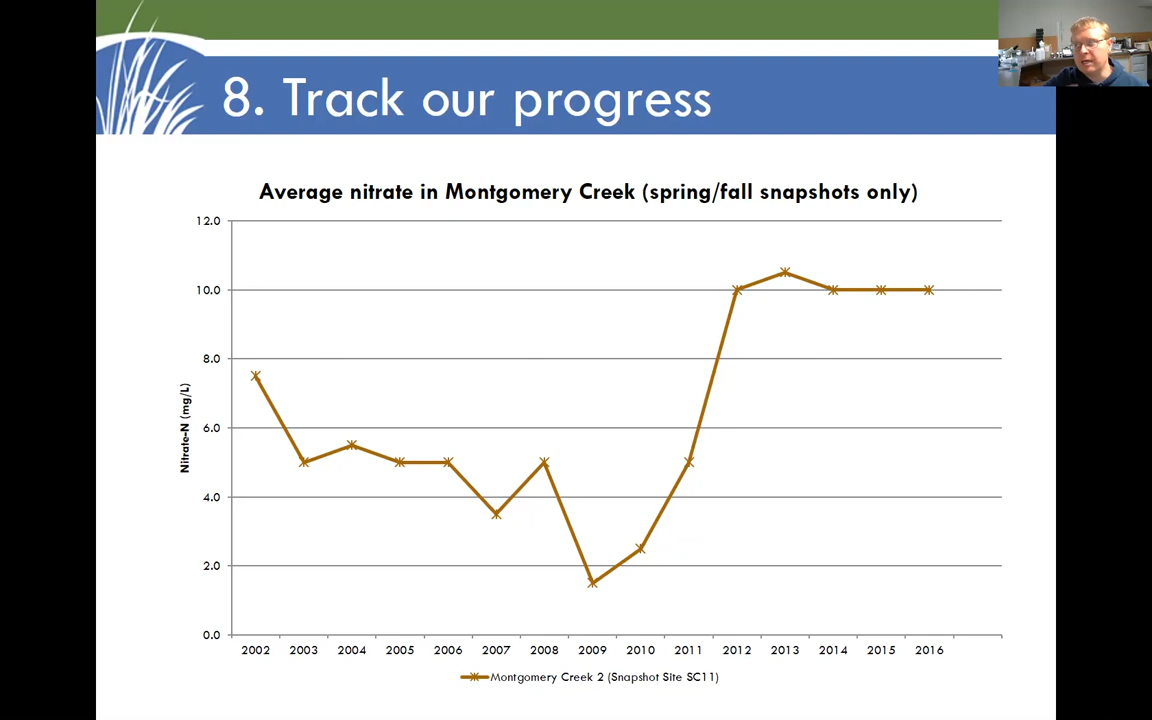 8. Track our progress
Average nitrate in Montgomery Creek (spring/fall snapshots only)
12.0
10.0
8.0
6.0
4.0
2.0
0.0
Nitrate-N (mg/L)
2002 2003 2004 2005 2006 2007 2008 2009 2010 2011 2012 2013 2014 2015 2016
Montgomery Creek 2 (Snapshot Site SC11)